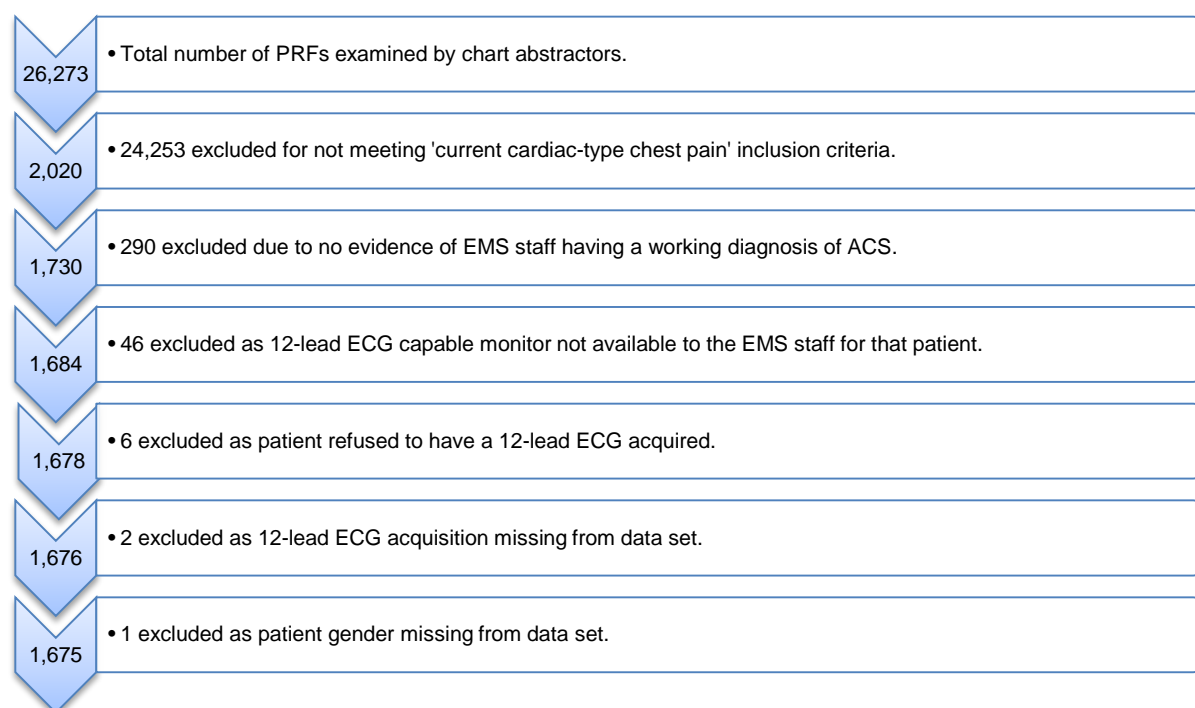 26,273
• Total number of PRFs examined by chart abstractors.
2,020
• 24,253 excluded for not meeting 'current cardiac-type chest pain' inclusion criteria.
1,730
• 290 excluded due to no evidence of EMS staff having a working diagnosis of ACS.
1,684
• 46 excluded as 12-lead ECG capable monitor not available to the EMS staff for that patient.
1,678
• 6 excluded as patient refused to have a 12-lead ECG acquired.
1,676
• 2 excluded as 12-lead ECG acquisition missing from data set.
1,675
• 1 excluded as patient gender missing from data set.